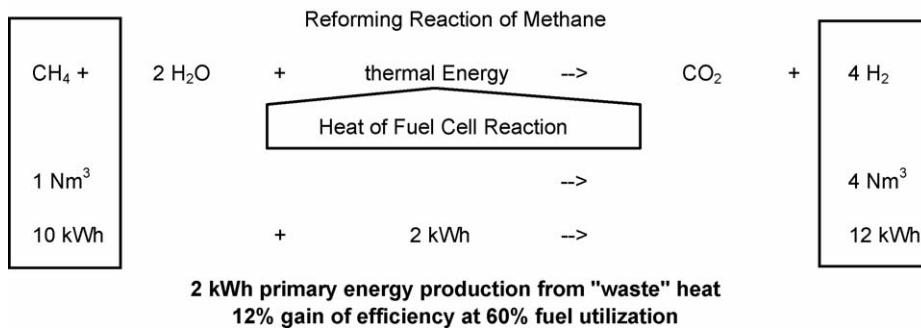 Reforming Reaction of Methane
CH₄ + 2 H₂O + thermal Energy --> CO₂ + 4 H₂
Heat of Fuel Cell Reaction
1 Nm³ --> 4 Nm³
10 kWh + 2 kWh --> 12 kWh
2 kWh primary energy production from "waste" heat
12% gain of efficiency at 60% fuel utilization